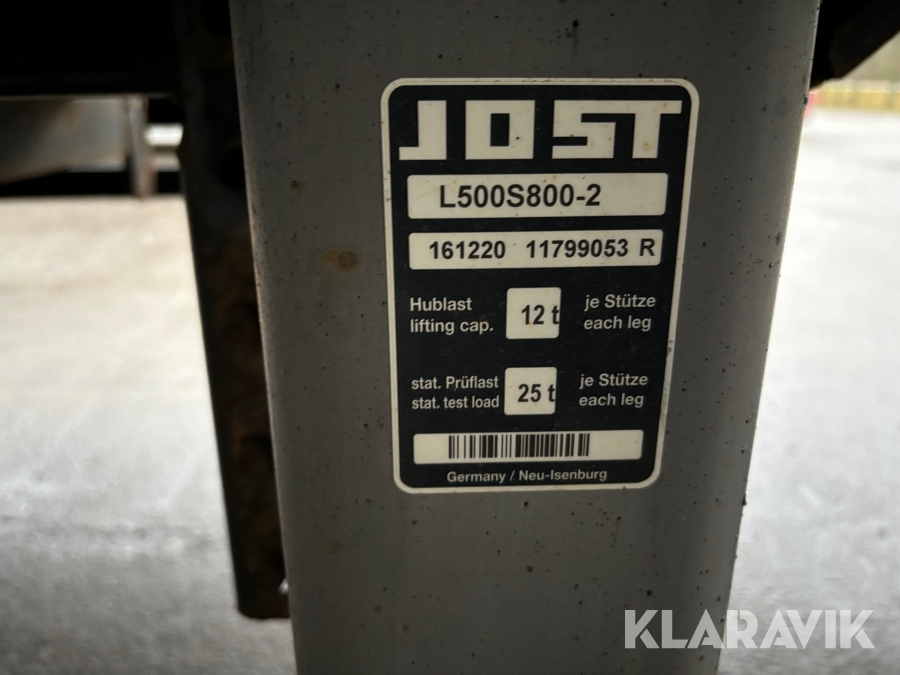 JOST
L500S800-2
161220 11799053 R
Hublast
lifting cap.
12 t
je Stütze
each leg
stat. Prüflast
stat. test load
25 t
je Stütze
each leg
Germany / Neu-Isenburg
KLARAVIK